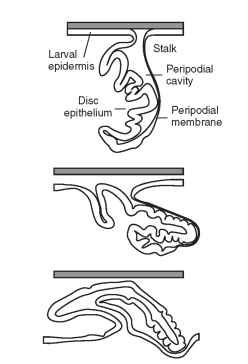 Larval
epidermis
Stalk
Peripodial
cavity
Disc
epithelium
Peripodial
membrane